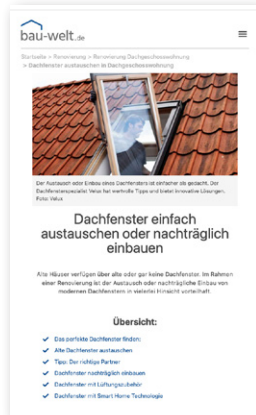 bau-welt.de
Startseite > Renovierung > Renovierung Dachgeschosswohnung
> Dachfenster austauschen in Dachgeschosswohnung
Der Austausch oder Einbau eines Dachfensters ist einfacher als gedacht. Der
Dachfensterspezialist Velux hat wertvolle Tipps und bietet innovative Lösungen.
Foto: Velux
Dachfenster einfach
austauschen oder nachträglich
einbauen
Alle Häuser verfügen über alte oder gar keine Dachfenster. Im Rahmen
einer Renovierung ist der Austausch oder nachträgliche Einbau von
modernen Dachfenstern in vielerlei Hinsicht vorteilhaft.
Übersicht:
Das perfekte Dachfenster finden:
Alte Dachfenster austauschen
Tipp: Der richtige Partner
Dachfenster nachträglich einbauen
Dachfenster mit Lüftungszubehör
Dachfenster mit Smart Home Technologie